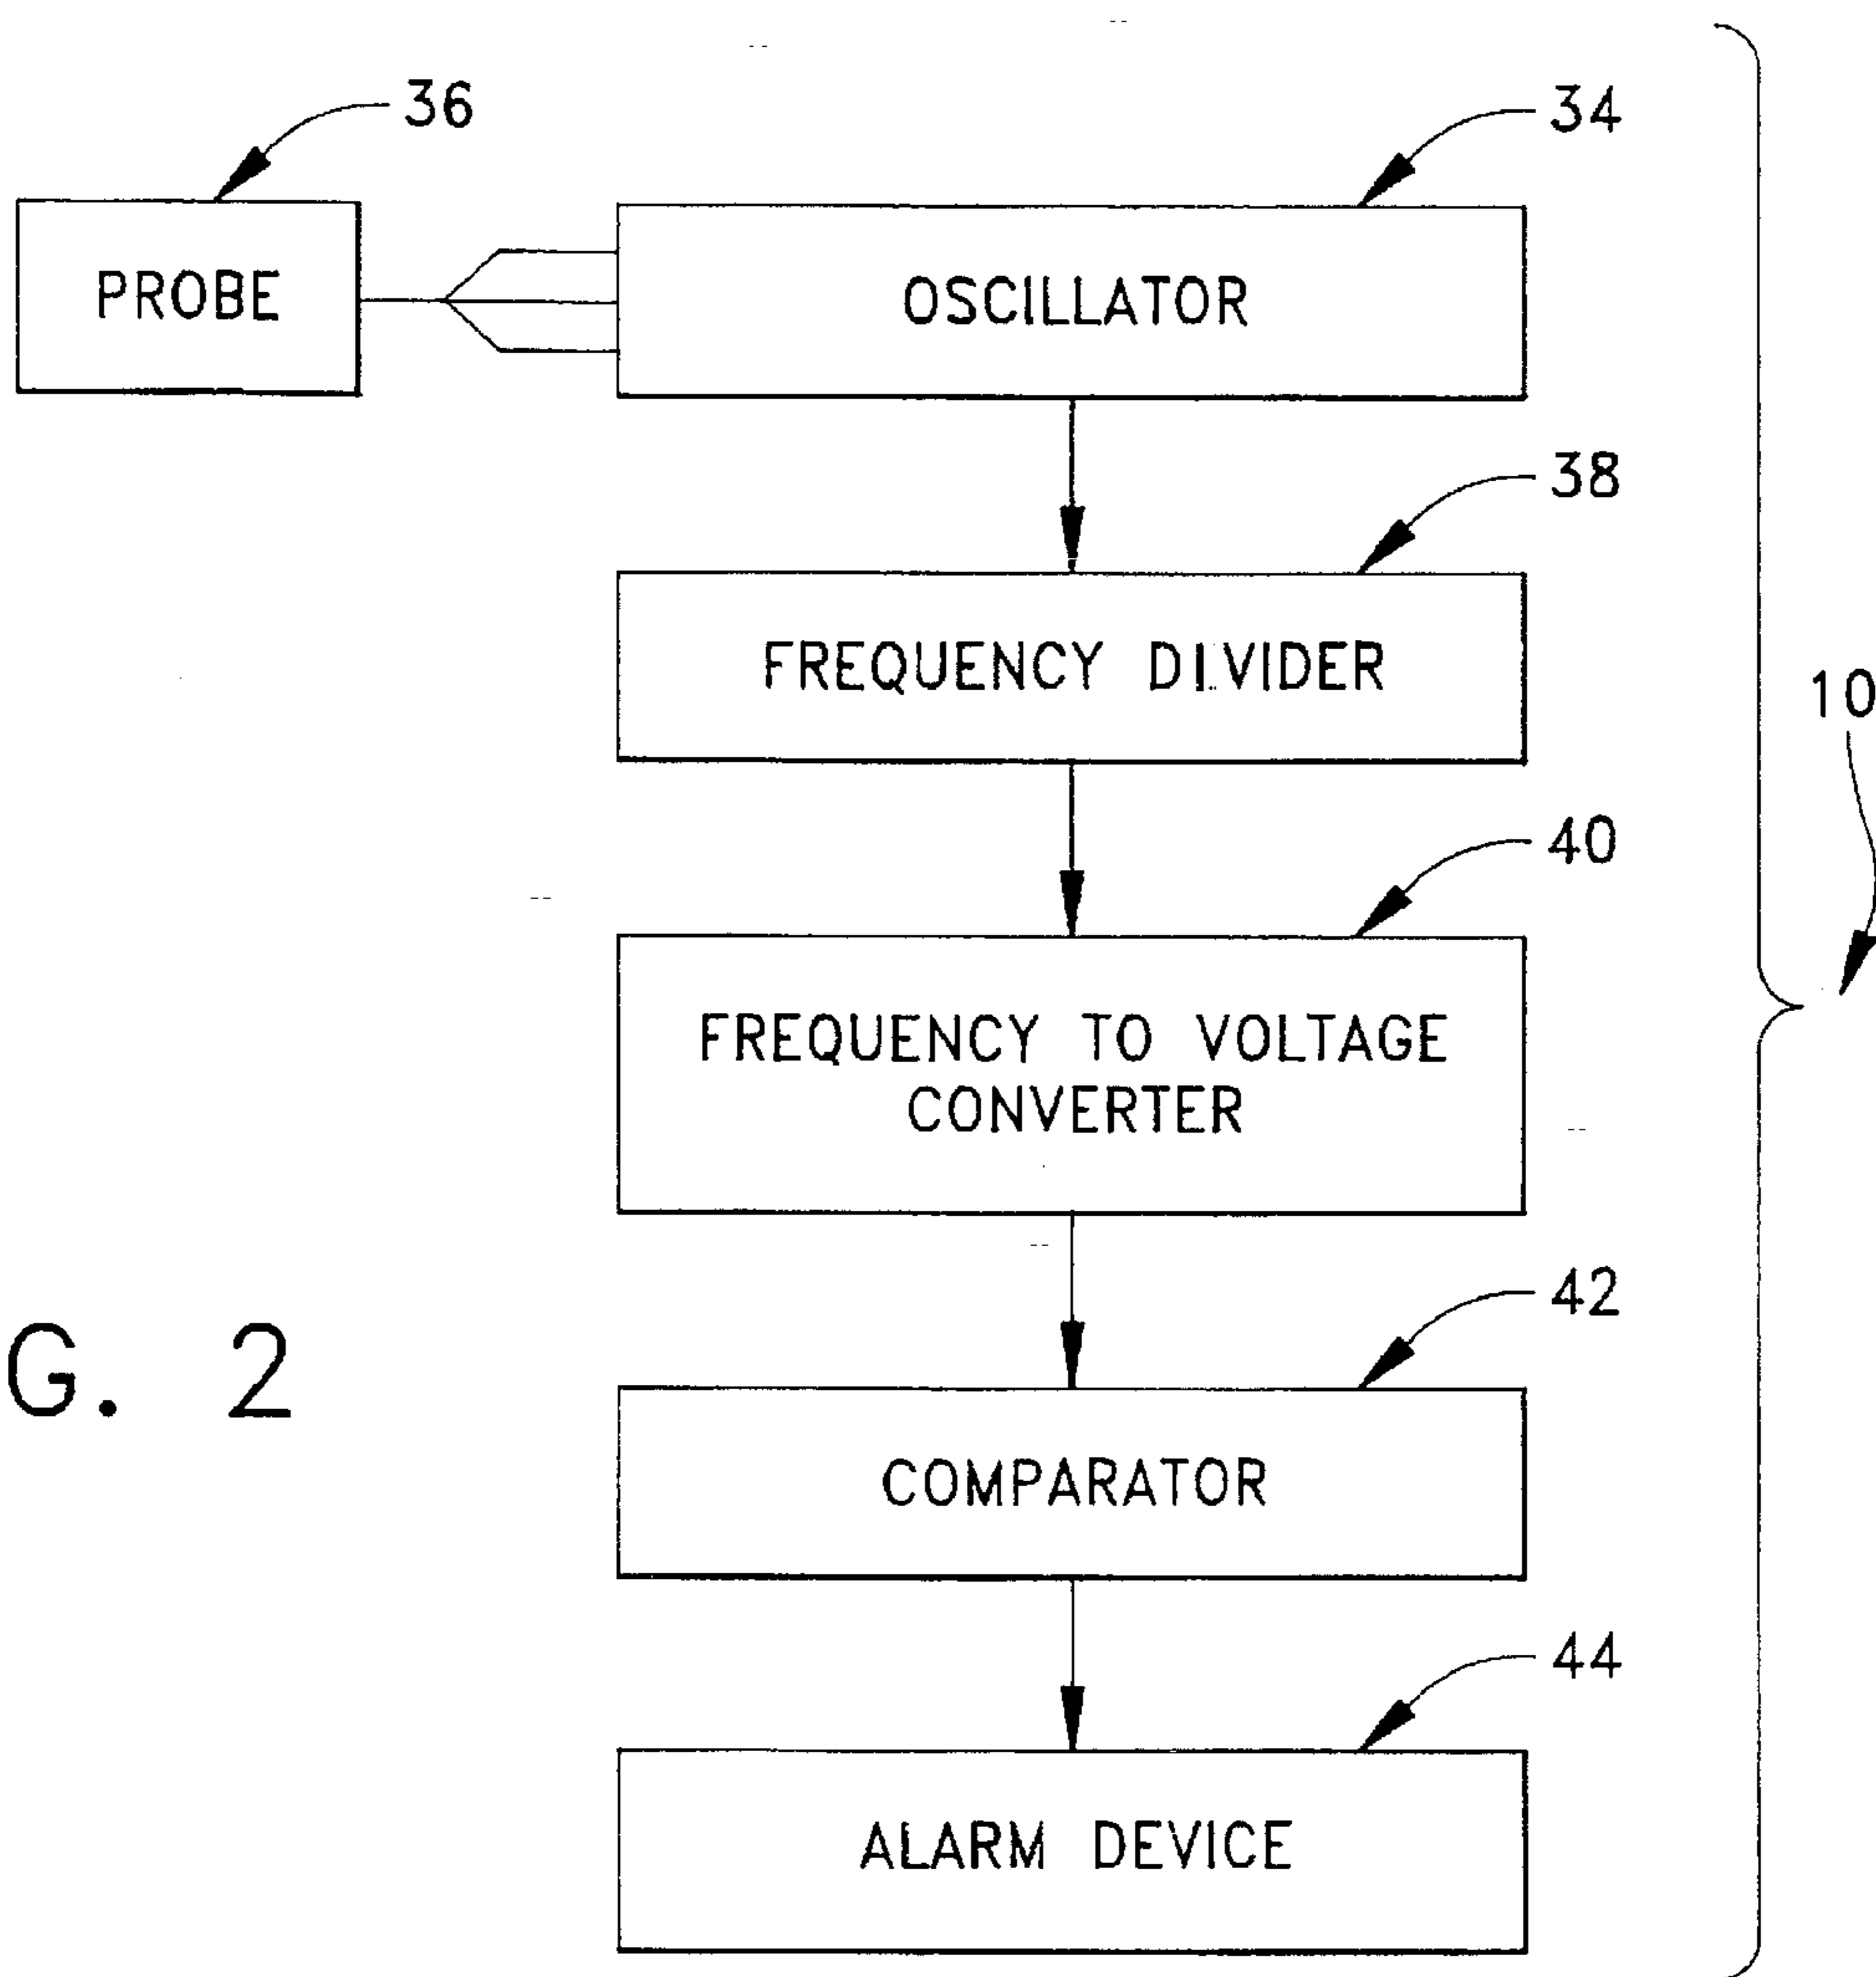 36
34
PROBE
OSCILLATOR
38
FREQUENCY DIVIDER
10
40
FREQUENCY TO VOLTAGE
CONVERTER
42
G. 2
COMPARATOR
44
ALARM DEVICE